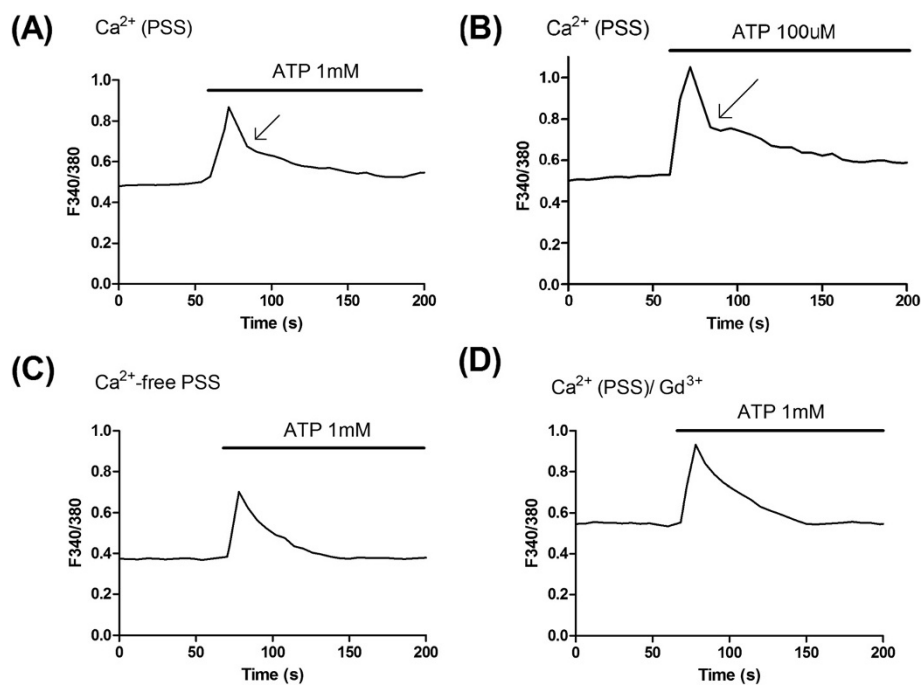 (A) Ca²⁺ (PSS)
ATP 1mM
1.0
0.8
0.6
0.4
0.2
0.0
F340/380
0 50 100 150 200
Time (s)
(B) Ca²⁺ (PSS)
ATP 100uM
1.0
0.8
0.6
0.4
0.2
0.0
F340/380
0 50 100 150 200
Time (s)
(C) Ca²⁺-free PSS
ATP 1mM
1.0
0.8
0.6
0.4
0.2
0.0
F340/380
0 50 100 150 200
Time (s)
(D) Ca²⁺ (PSS)/ Gd³⁺
ATP 1mM
1.0
0.8
0.6
0.4
0.2
0.0
F340/380
0 50 100 150 200
Time (s)